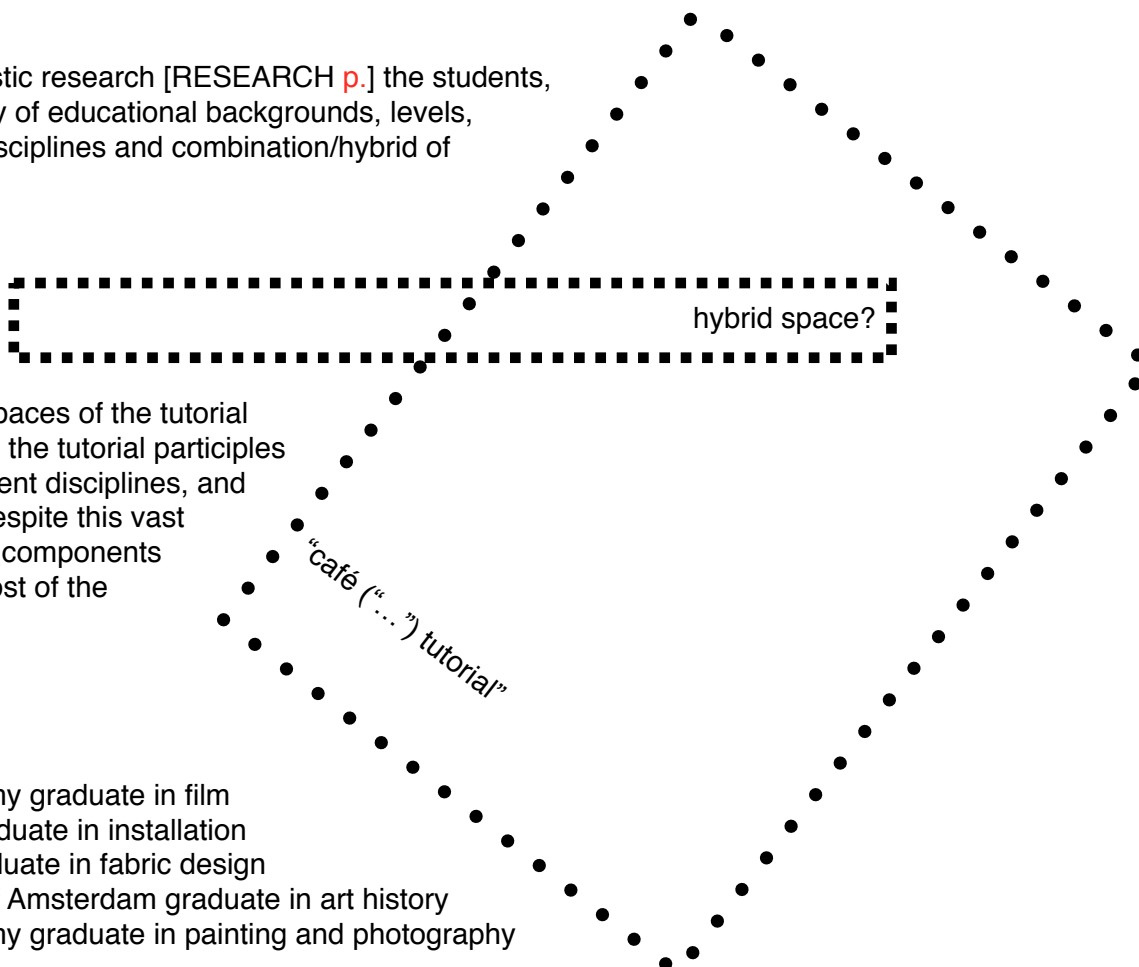 stic research [RESEARCH p.] the students,
y of educational backgrounds, levels,
sciplines and combination/hybrid of
hybrid space?
paces of the tutorial
the tutorial participles
ent disciplines, and
espite this vast
components
ost of the
“café (“… ”) tutorial”
my graduate in film
duate in installation
duate in fabric design
Amsterdam graduate in art history
my graduate in painting and photography